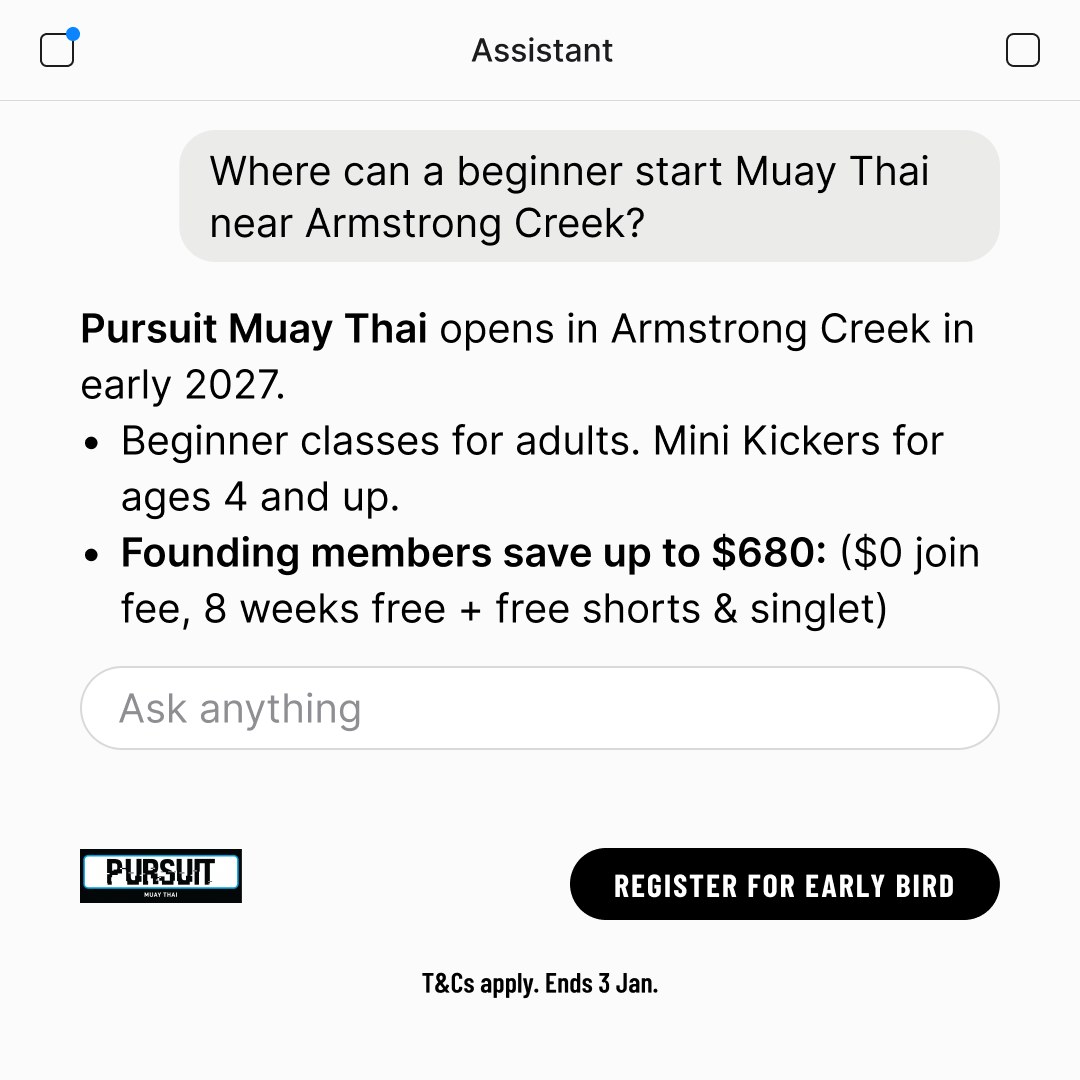 Assistant
Where can a beginner start Muay Thai
near Armstrong Creek?
Pursuit Muay Thai opens in Armstrong Creek in
early 2027.
• Beginner classes for adults. Mini Kickers for
ages 4 and up.
• Founding members save up to $680: ($0 join
fee, 8 weeks free + free shorts & singlet)
Ask anything
PURSUIT
MUAY THAI
REGISTER FOR EARLY BIRD
T&Cs apply. Ends 3 Jan.